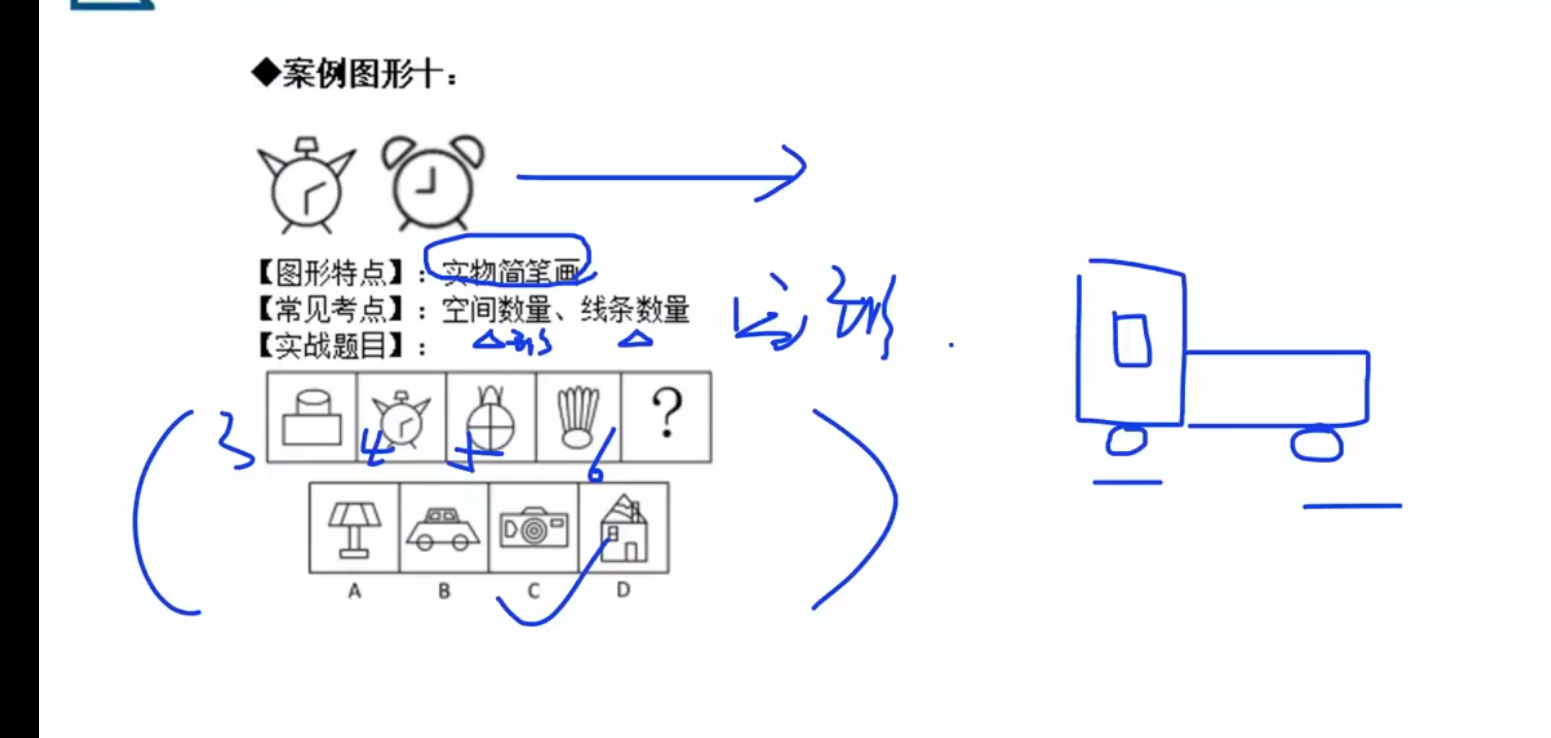 ◆案例图形十：
【图形特点】：实物简笔画
【常见考点】：空间数量、线条数量
【实战题目】：
3 4 5 6 ?
A B C D